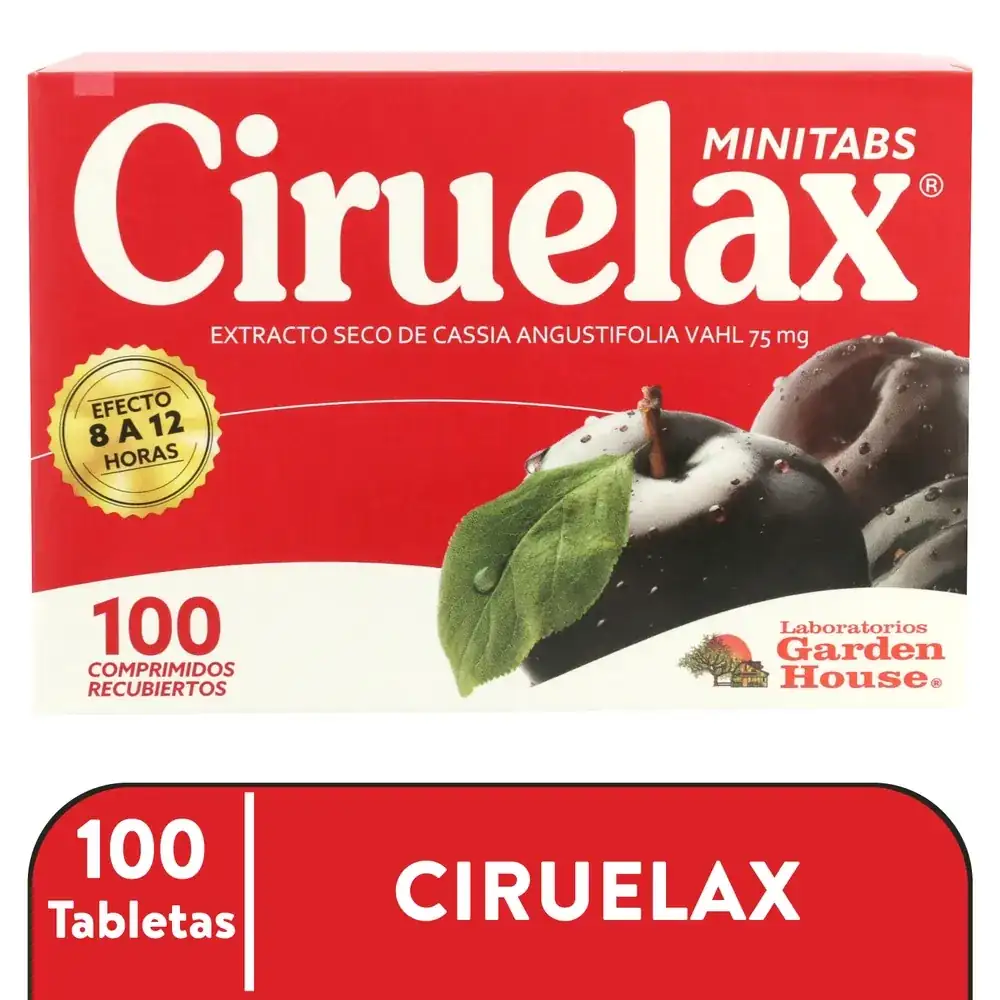 MINITABS
Ciruelax®
EXTRACTO SECO DE CASSIA ANGUSTIFOLIA VAHL 75 mg
EFECTO
8 A 12
HORAS
100
COMPRIMIDOS
RECUBIERTOS
Laboratorios
Garden
House®
100
Tabletas
CIRUELAX